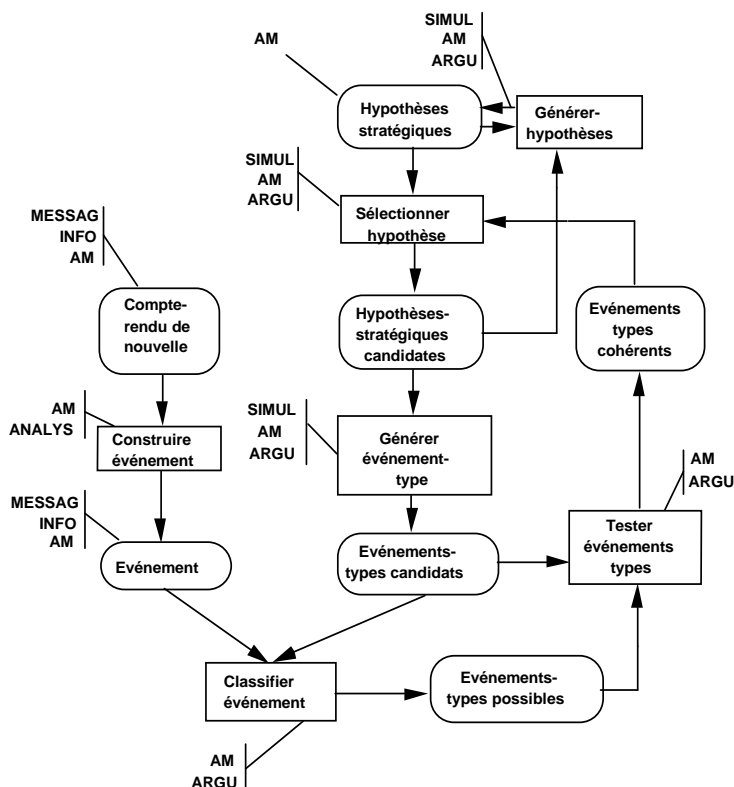 SIMUL
AM
ARGU
AM
Hypothèses
stratégiques
Générer-
hypothèses
SIMUL
AM
ARGU
Sélectionner
hypothèse
MESSAG
INFO
AM
Compte-
rendu de
nouvelle
Hypothèses-
stratégiques
candidates
Evénements
types
cohérents
AM
ANALYS
Construire
événement
SIMUL
AM
ARGU
Générer
événement-
type
AM
ARGU
MESSAG
INFO
AM
Evénement
Evénements-
types candidats
Tester
événements
types
Classifier
événement
Evénements-
types possibles
AM
ARGU